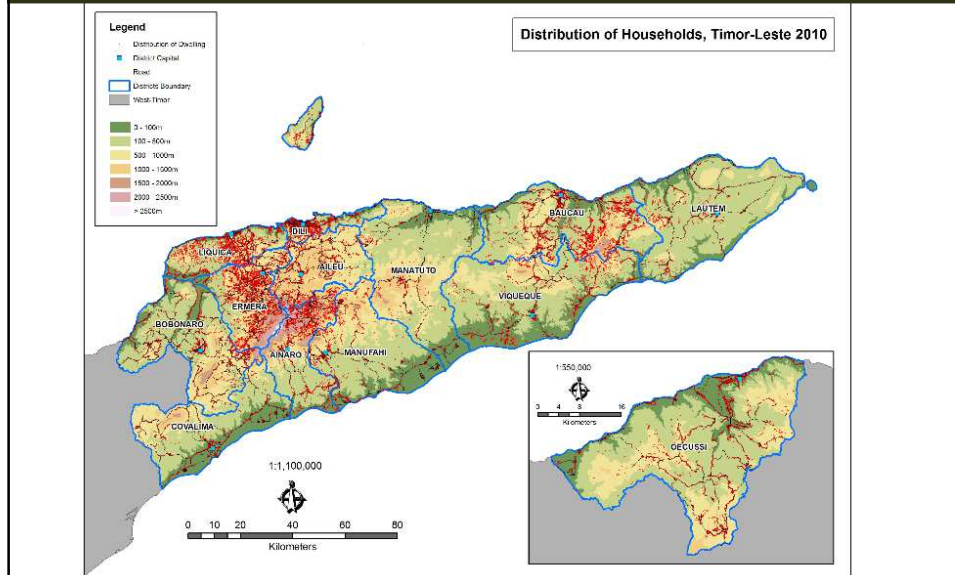 Distribution of Households, Timor-Leste 2010
Legend
Distribution of Dwelling
District Capital
Road
Districts Boundary
West-Timor
0 - 100m
100 - 500m
500 - 1000m
1000 - 1500m
1500 - 2000m
2000 - 2500m
> 2500m
DILI
LIQUICA
AILEU
ERMERA
BOBONARO
AINARO
MANUFAHI
COVALIMA
MANATUTO
BAUCAU
LAUTEM
VIQUEQUE
1:1,100,000
0 10 20 40 60 80
Kilometers
1:550,000
0 4 8 16
Kilometers
OECUSSI